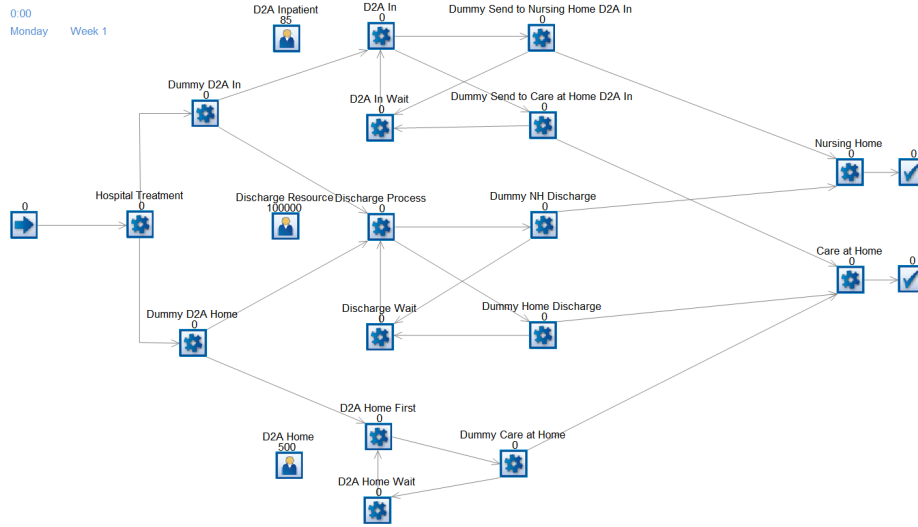 0:00
Monday Week 1
D2A Inpatient
85
D2A In
0
Dummy Send to Nursing Home D2A In
0
Dummy D2A In
0
D2A In Wait
0
Dummy Send to Care at Home D2A In
0
Nursing Home
0
0
Hospital Treatment
0
0
Discharge Resource
100000
Discharge Process
0
Dummy NH Discharge
0
Care at Home
0
0
Dummy D2A Home
0
Discharge Wait
0
Dummy Home Discharge
0
D2A Home First
0
D2A Home
500
Dummy Care at Home
0
D2A Home Wait
0